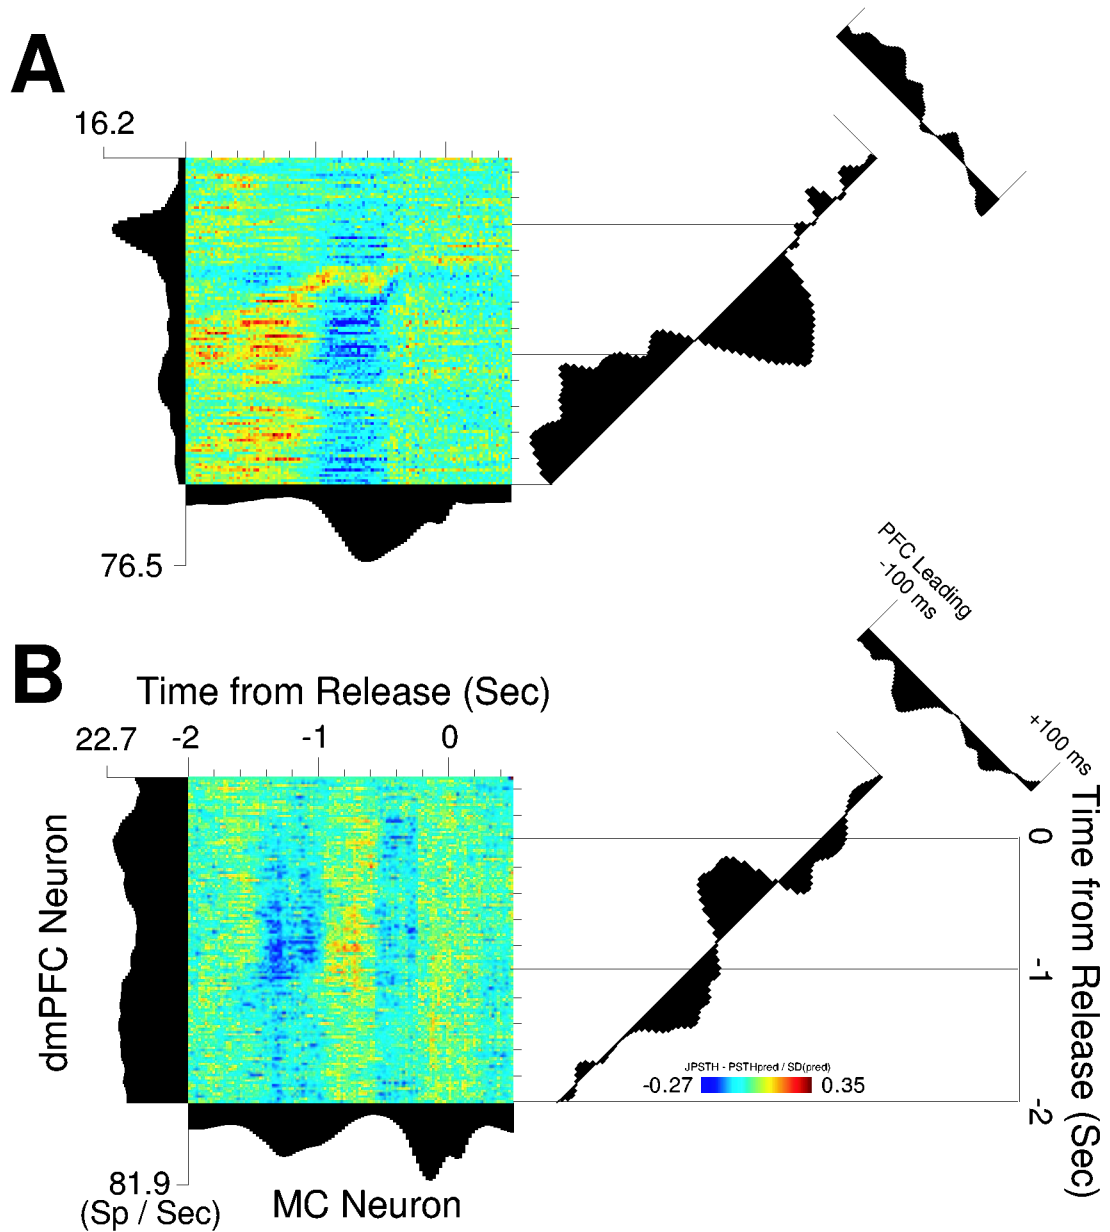 A
16.2
76.5
PFC Leading
-100 ms
+100 ms
B
Time from Release (Sec)
22.7
-2 -1 0
dmPFC Neuron
0
-1
-2
Time from Release (Sec)
JPSTH - PSTHpred / SD(pred)
-0.27 0.35
81.9
(Sp / Sec)
MC Neuron